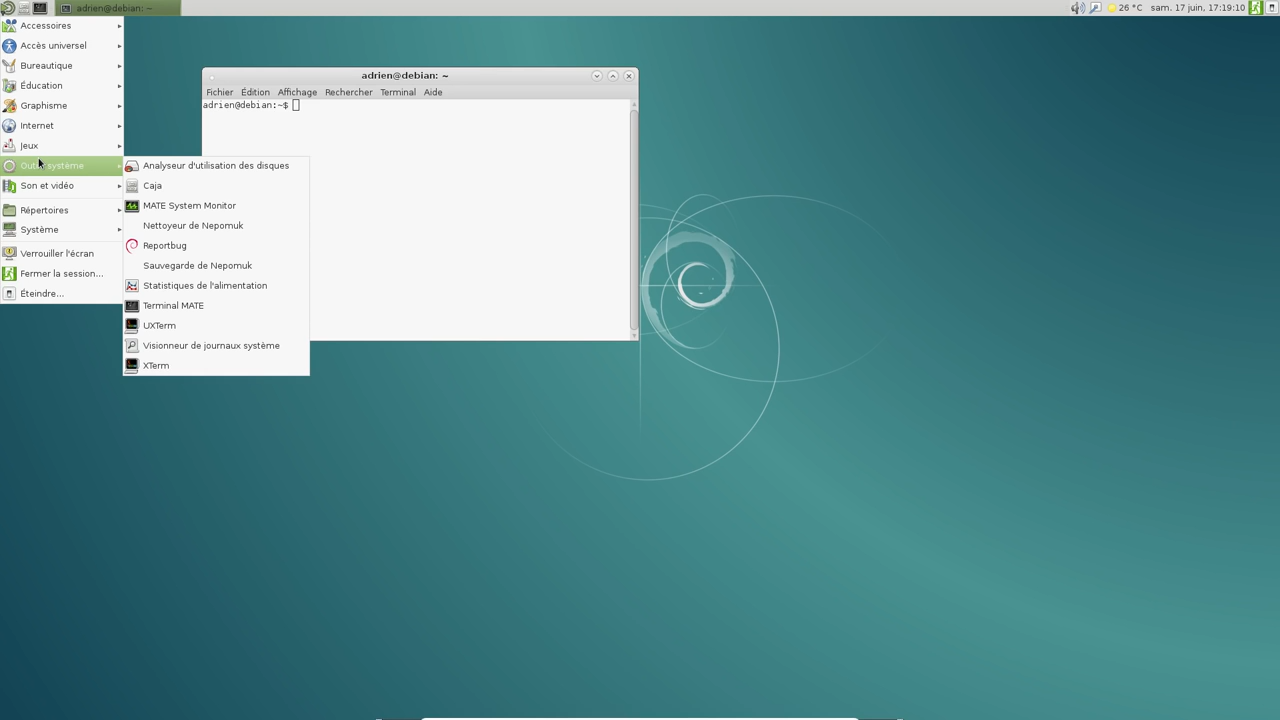 adrien@debian: ~
26 °C
sam. 17 juin, 17:19:10
Accessoires
Accès universel
Bureautique
Éducation
Graphisme
Internet
Jeux
système
Son et vidéo
Répertoires
Système
Verrouiller l'écran
Fermer la session...
Éteindre...
Analyseur d'utilisation des disques
Caja
MATE System Monitor
Nettoyeur de Nepomuk
Reportbug
Sauvegarde de Nepomuk
Statistiques de l'alimentation
Terminal MATE
UXTerm
Visionneur de journaux système
XTerm
adrien@debian: ~
Fichier Édition Affichage Rechercher Terminal Aide
adrien@debian:~$